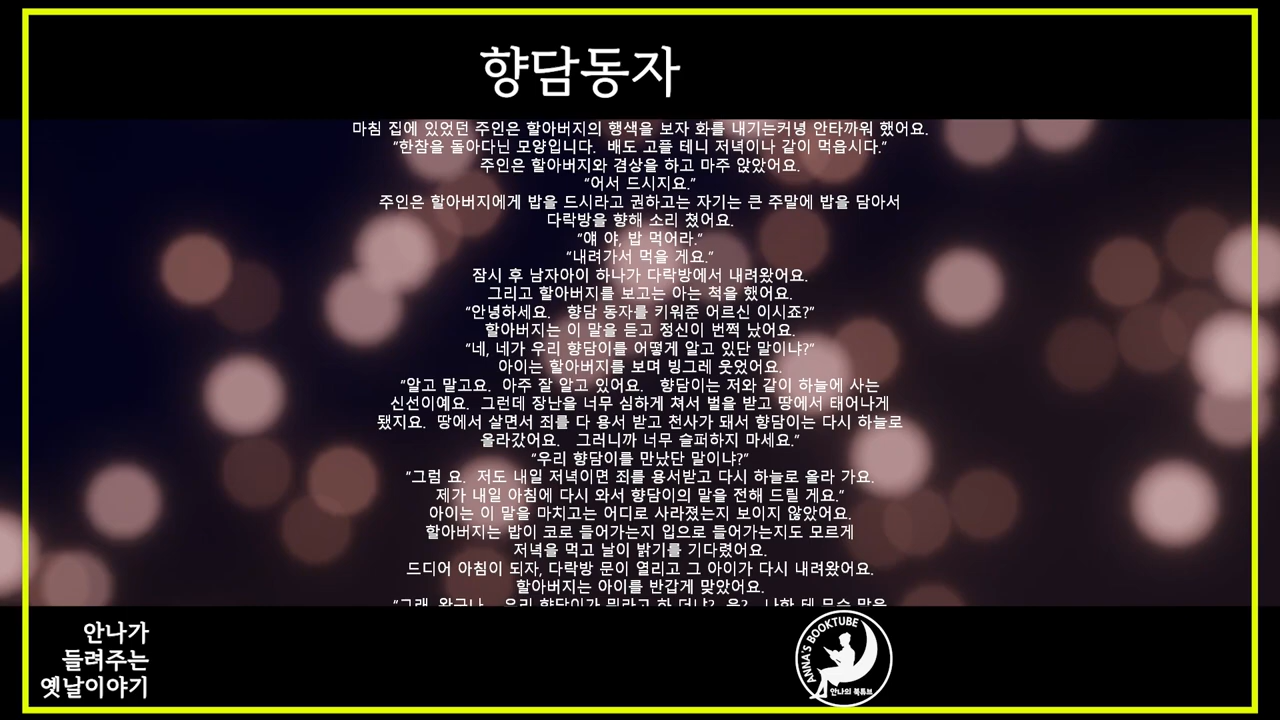 향담동자
마침 집에 있었던 주인은 할아버지의 행색을 보자 화를 내기는커녕 안타까워 했어요.
“한참을 돌아다닌 모양입니다. 배도 고플 테니 저녁이나 같이 먹읍시다.”
주인은 할아버지와 겸상을 하고 마주 앉았어요.
“어서 드시지요.”
주인은 할아버지에게 밥을 드시라고 권하고는 자기는 큰 주말에 밥을 담아서
다락방을 향해 소리 쳤어요.
“얘 야, 밥 먹어라.”
“내려가서 먹을 게요.”
잠시 후 남자아이 하나가 다락방에서 내려왔어요.
그리고 할아버지를 보고는 아는 척을 했어요.
“안녕하세요. 향담 동자를 키워준 어르신 이시죠?”
할아버지는 이 말을 듣고 정신이 번쩍 났어요.
“네, 네가 우리 향담이를 어떻게 알고 있단 말이냐?”
아이는 할아버지를 보며 빙그레 웃었어요.
“알고 말고요. 아주 잘 알고 있어요. 향담이는 저와 같이 하늘에 사는
신선이예요. 그런데 장난을 너무 심하게 쳐서 벌을 받고 땅에서 태어나게
됐지요. 땅에서 살면서 죄를 다 용서 받고 천사가 돼서 향담이는 다시 하늘로
올라갔어요. 그러니까 너무 슬퍼하지 마세요.”
“우리 향담이를 만났단 말이냐?”
“그럼 요. 저도 내일 저녁이면 죄를 용서받고 다시 하늘로 올라 가요.
제가 내일 아침에 다시 와서 향담이의 말을 전해 드릴 게요.”
아이는 이 말을 마치고는 어디로 사라졌는지 보이지 않았어요.
할아버지는 밥이 코로 들어가는지 입으로 들어가는지도 모르게
저녁을 먹고 날이 밝기를 기다렸어요.
드디어 아침이 되자, 다락방 문이 열리고 그 아이가 다시 내려왔어요.
할아버지는 아이를 반갑게 맞았어요.
“그래, 왔구나. 우리 향담이가 뭐라고 하 더냐? 응? 나한 테 무슨 말을
안나가
들려주는
옛날이야기
ANNA'S BOOKTUBE
안나의 북튜브